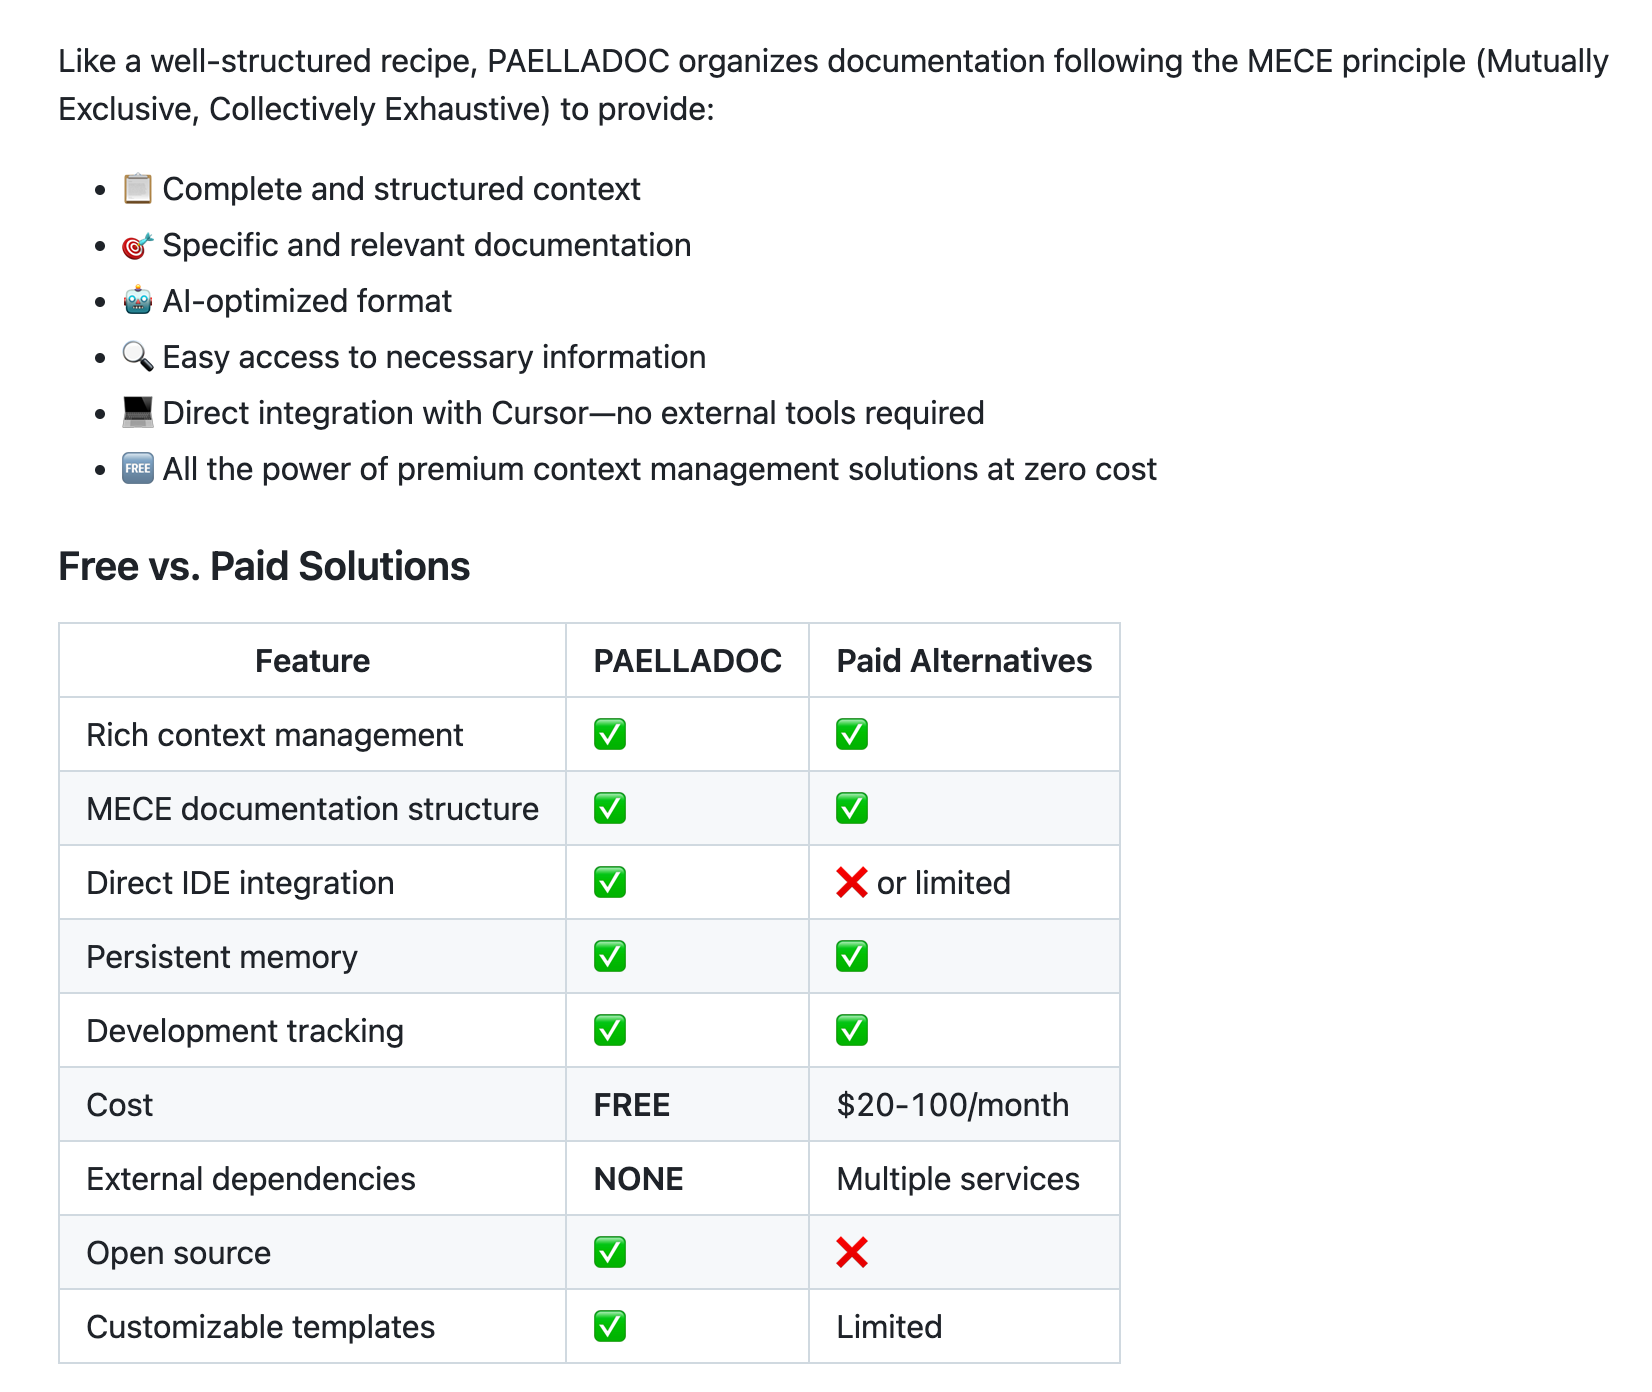 Like a well-structured recipe, PAELLADOC organizes documentation following the MECE principle (Mutually
Exclusive, Collectively Exhaustive) to provide:
• 📋 Complete and structured context
• 🎯 Specific and relevant documentation
• 🤖 AI-optimized format
• 🔍 Easy access to necessary information
• 💻 Direct integration with Cursor—no external tools required
• 🆓 All the power of premium context management solutions at zero cost
Free vs. Paid Solutions
Feature PAELLADOC Paid Alternatives
Rich context management ✅ ✅
MECE documentation structure ✅ ✅
Direct IDE integration ✅ ❌ or limited
Persistent memory ✅ ✅
Development tracking ✅ ✅
Cost FREE $20-100/month
External dependencies NONE Multiple services
Open source ✅ ❌
Customizable templates ✅ Limited